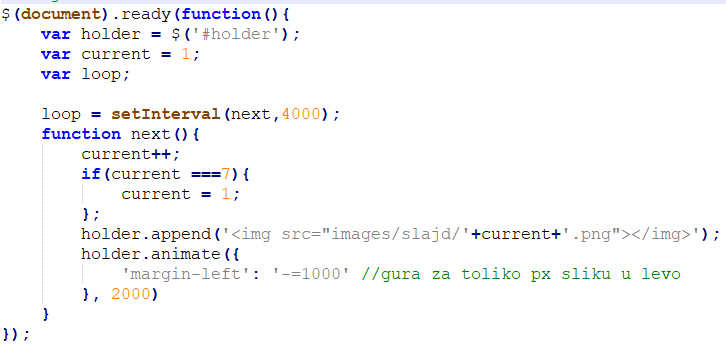 $(document).ready(function(){
    var holder = $('#holder');
    var current = 1;
    var loop;

    loop = setInterval(next,4000);
    function next(){
        current++;
        if(current ===7){
            current = 1;
        };
        holder.append('<img src="images/slajd/'+current+'.png"></img>');
        holder.animate({
            'margin-left': '-=1000' //gura za toliko px sliku u levo
        }, 2000)
    }
});